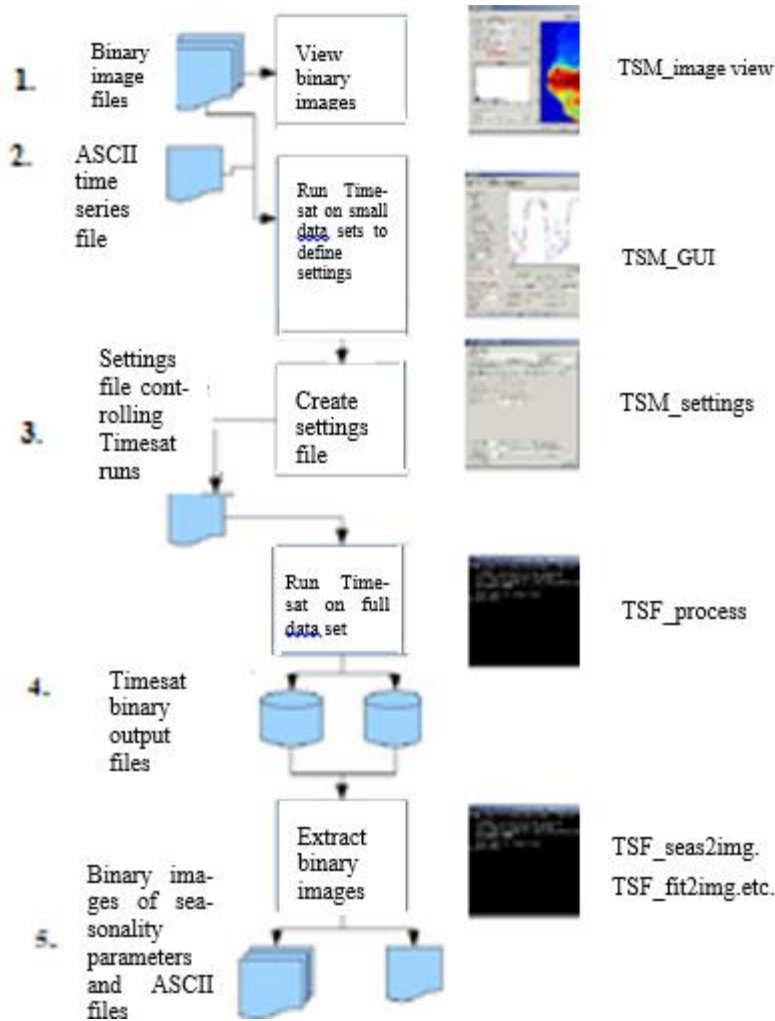 1.
Binary
image
files
View
binary
images
TSM_image view
2.
ASCII
time
series
file
Run Time-
sat on small
data sets to
define
settings
TSM_GUI
3.
Settings
file cont-
rolling
Timesat
runs
Create
settings
file
TSM_settings
Run Time-
sat on full
data set
TSF_process
4.
Timesat
binary
output
files
Extract
binary
images
TSF_seas2img.
TSF_fit2img.etc.
5.
Binary ima-
ges of sea-
sonality
parameters
and ASCII
files